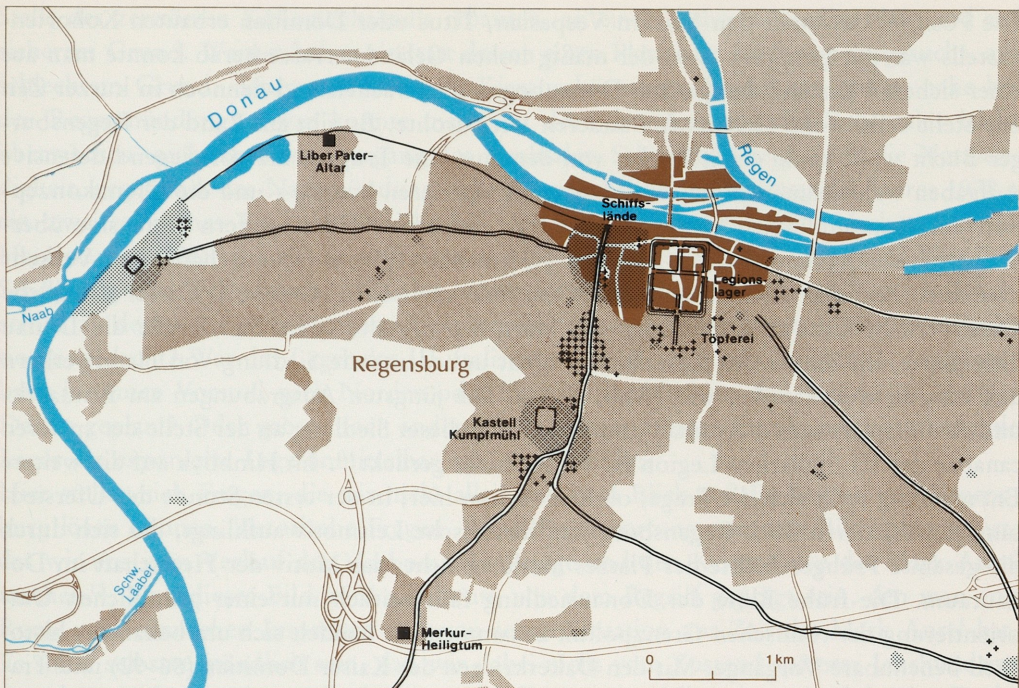 Donau
Liber Pater-
Altar
Regen
Schiffs-
lände
Legions-
lager
Naab
Töpferei
Regensburg
Kastell
Kumpfmühl
Schw.
Laaber
Merkur-
Heiligtum
0 1 km